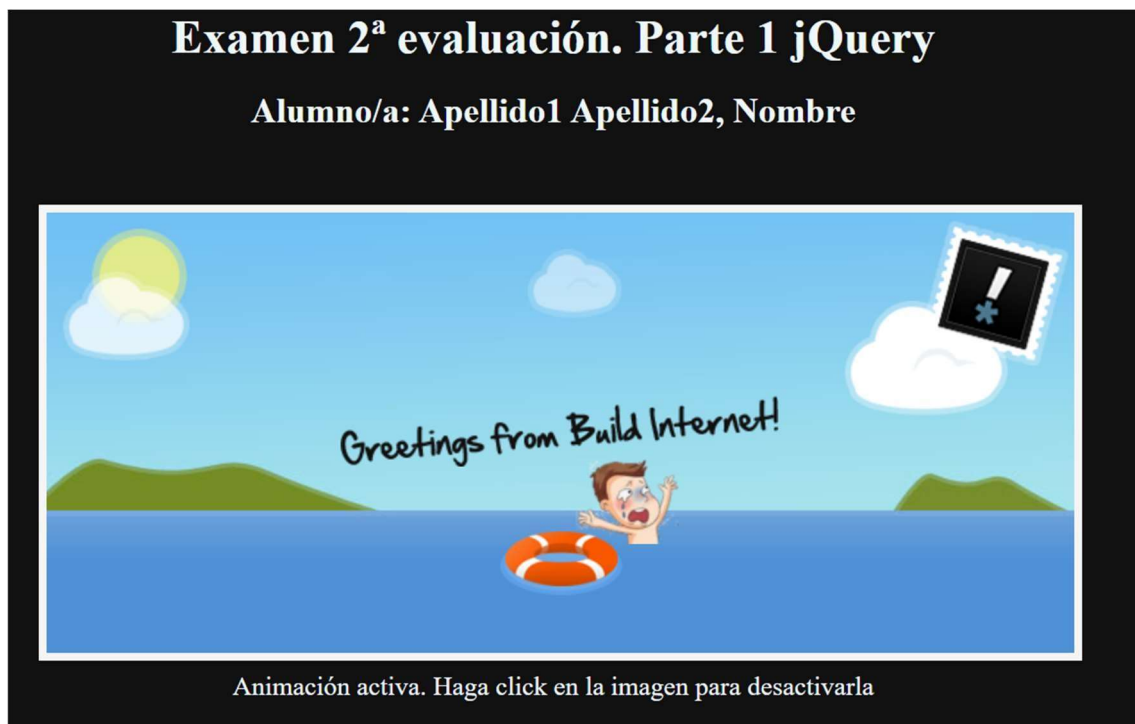 Examen 2ª evaluación. Parte 1 jQuery
Alumno/a: Apellido1 Apellido2, Nombre
Greetings from Build Internet!
Animación activa. Haga click en la imagen para desactivarla